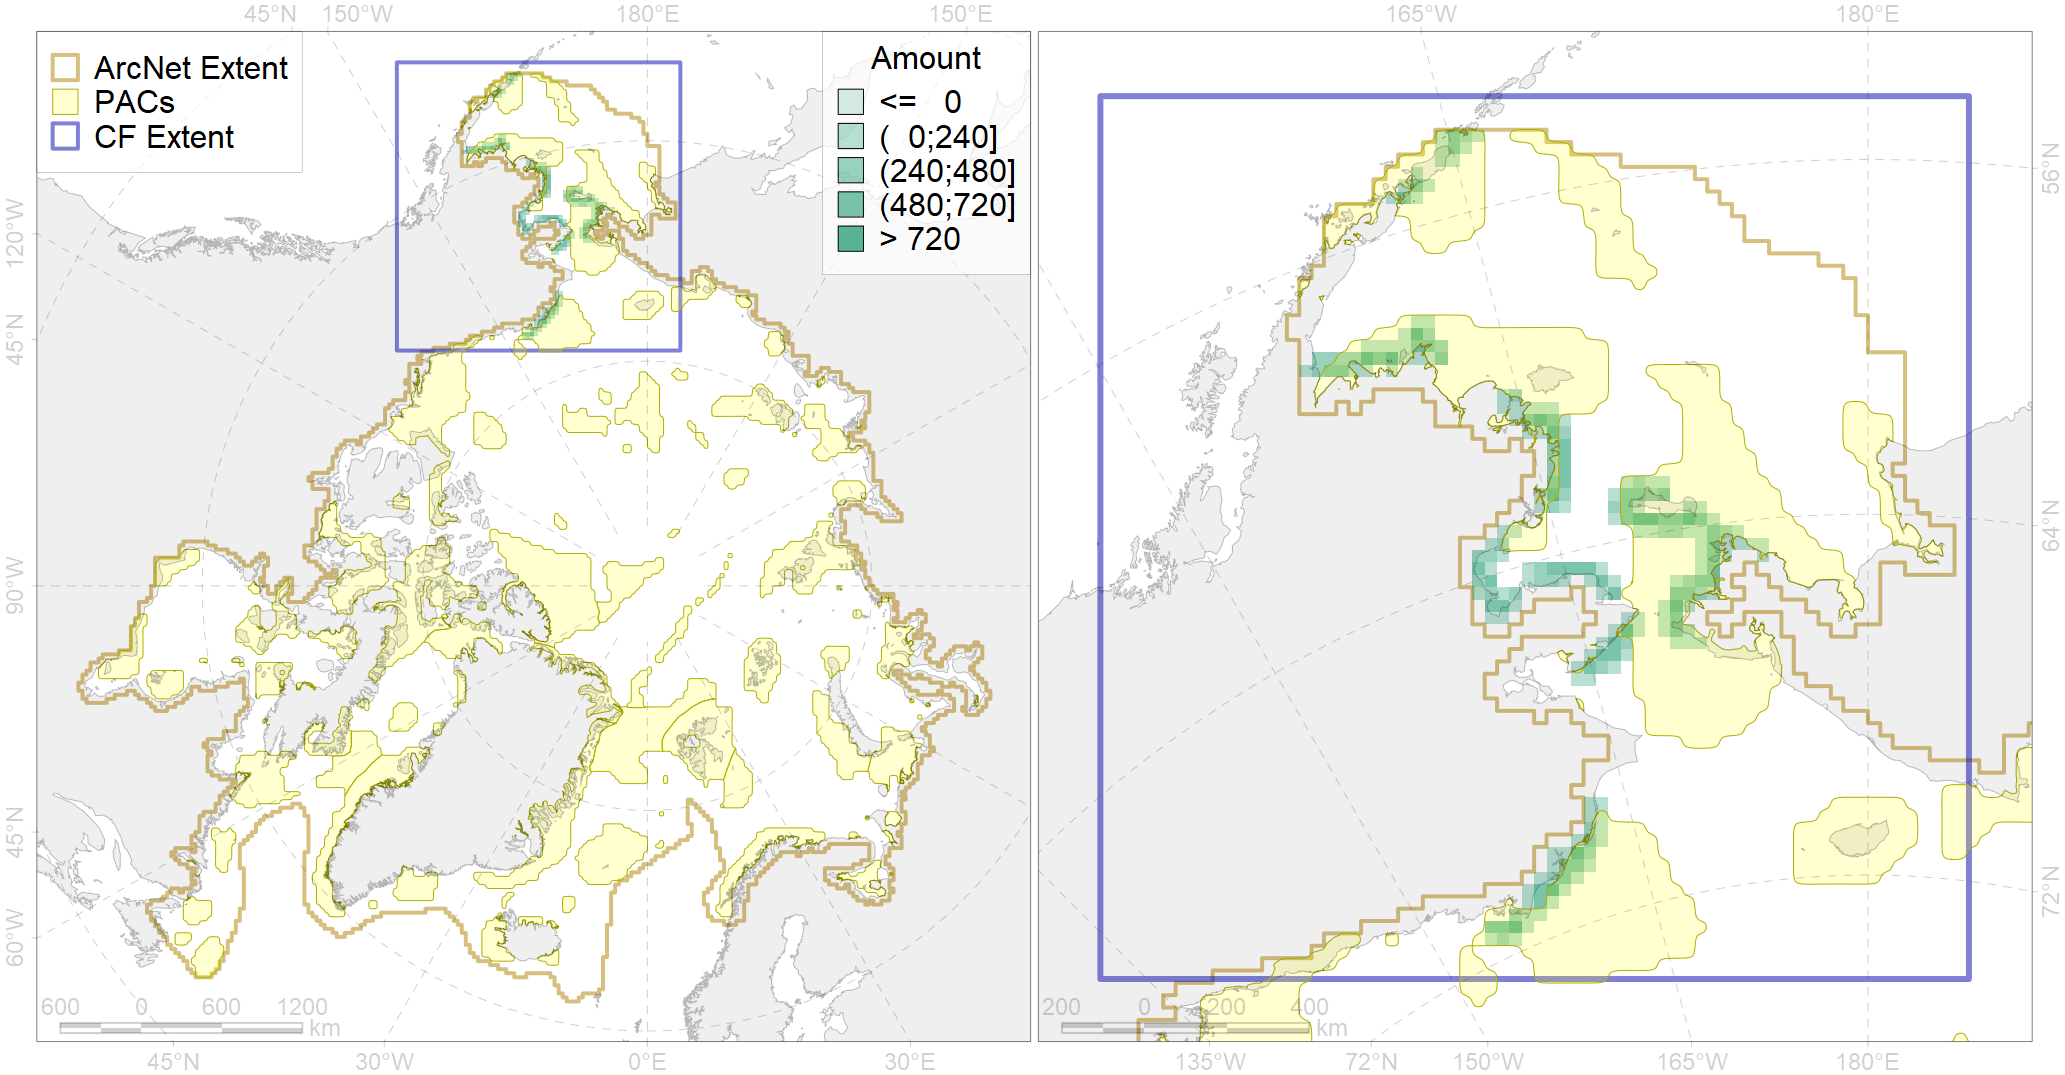 45°N 150°W 180°E 150°E 165°W 180°E
ArcNet Extent
PACs
CF Extent
Amount
<= 0
( 0;240]
(240;480]
(480;720]
> 720
120°W
45°N
90°W
45°N
60°W
56°N
64°N
72°N
600 0 600 1200
km
200 0 200 400
km
45°N 30°W 0°E 30°E 135°W 72°N 150°W 165°W 180°E